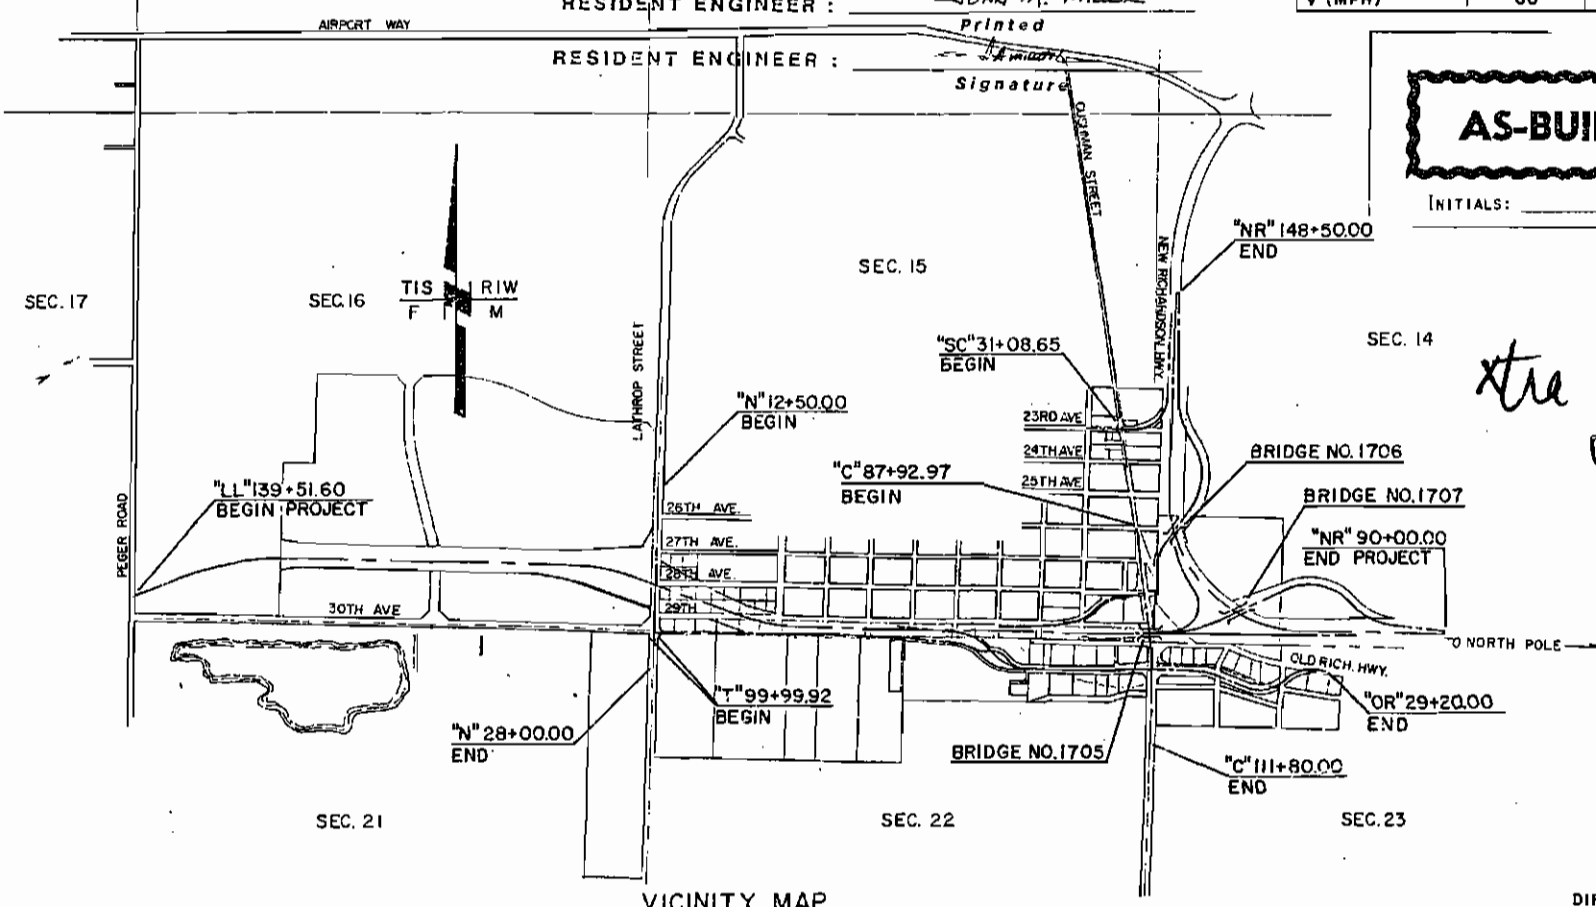 RESIDENT ENGINEER :
Printed
V (MPH)
AIRPORT WAY
RESIDENT ENGINEER :
Signature
AS-BUI
INITIALS:
CUSHMAN STREET
"NR" 148+50.00
END
NEW RICHARDSON HWY
SEC. 15
SEC. 17
SEC.16
T1S R1W
F M
LATHROP STREET
"SC" 31+08.65
BEGIN
SEC. 14
xtra
"N" 12+50.00
BEGIN
23RD AVE
24TH AVE
25TH AVE
BRIDGE NO. 1706
"C" 87+92.97
BEGIN
"LL" 139+51.60
BEGIN PROJECT
BRIDGE NO. 1707
PEGER ROAD
26TH AVE.
27TH AVE.
28TH AVE.
29TH
"NR" 90+00.00
END PROJECT
30TH AVE
TO NORTH POLE
OLD RICH. HWY.
"T" 99+99.92
BEGIN
"OR" 29+20.00
END
"N" 28+00.00
END
BRIDGE NO. 1705
"C" 111+80.00
END
SEC. 21
SEC. 22
SEC. 23
VICINITY MAP